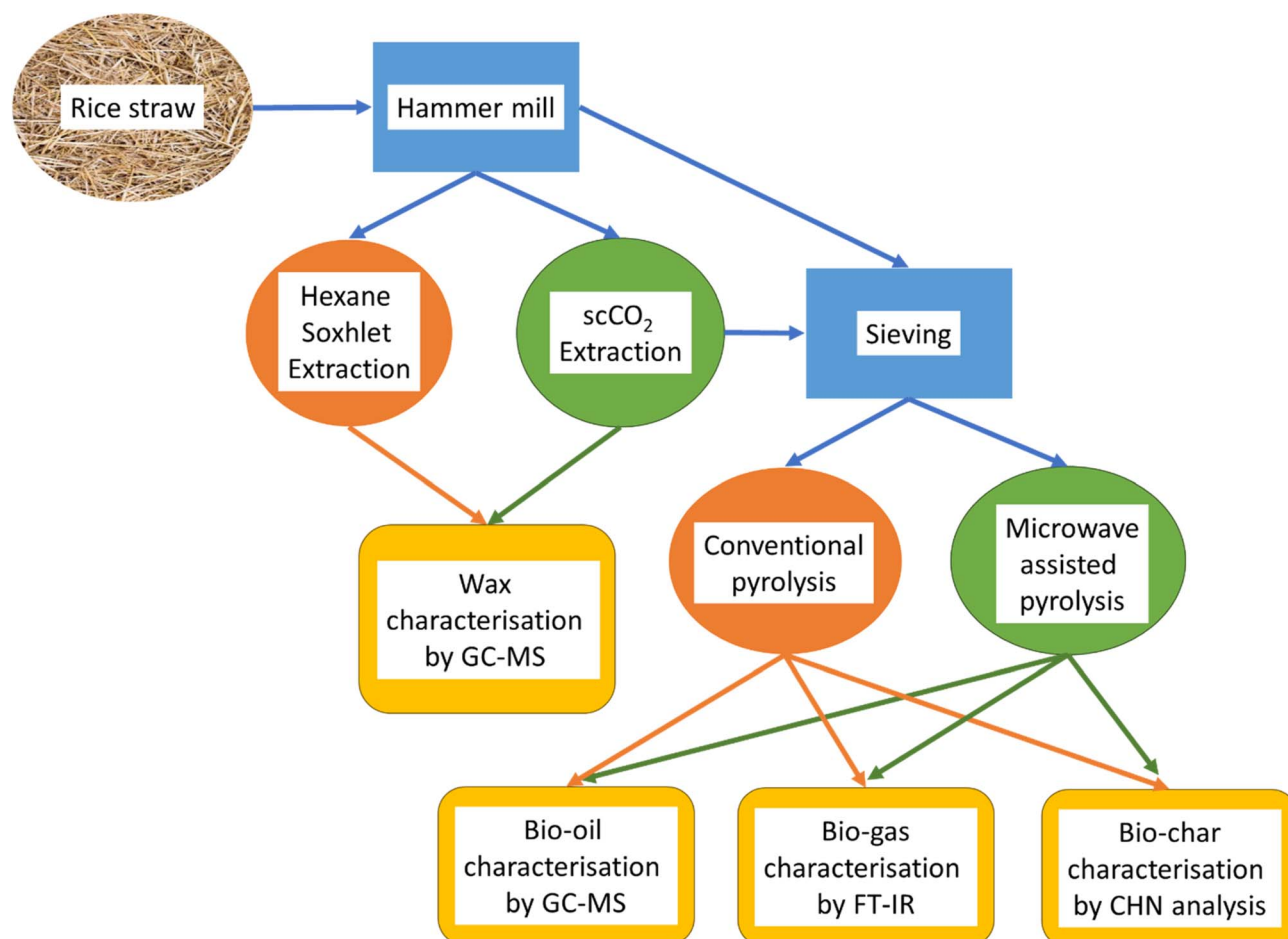 Rice straw
Hammer mill
Hexane
Soxhlet
Extraction
scCO₂
Extraction
Sieving
Wax
characterisation
by GC-MS
Conventional
pyrolysis
Microwave
assisted
pyrolysis
Bio-oil
characterisation
by GC-MS
Bio-gas
characterisation
by FT-IR
Bio-char
characterisation
by CHN analysis